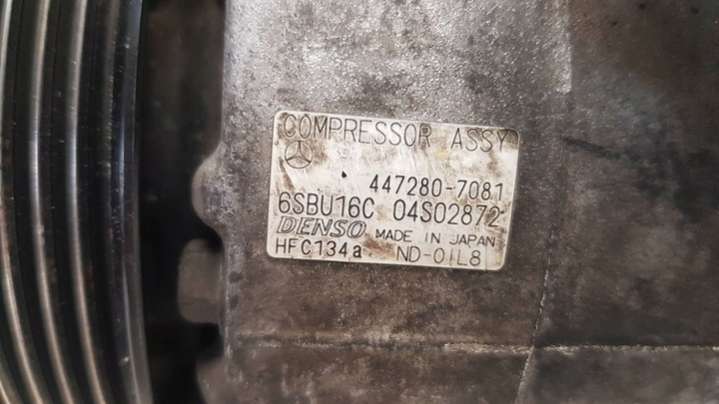 COMPRESSOR ASSY
447280-7081
6SBU16C 04S02872
DENSO MADE IN JAPAN
HFC134a ND-OIL8